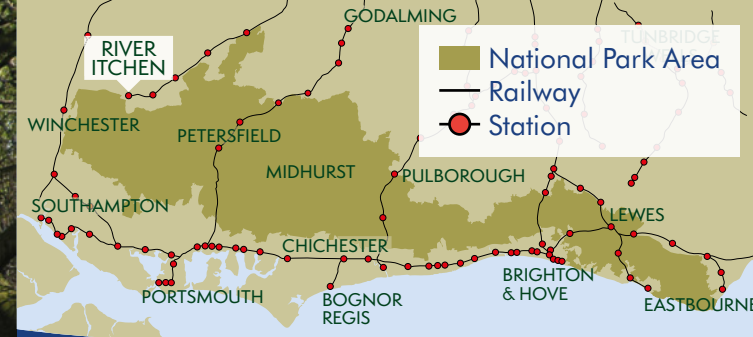 GODALMING
RIVER
ITCHEN
TUNBRIDGE
National Park Area
Railway
Station
WINCHESTER
PETERSFIELD
MIDHURST
PULBOROUGH
SOUTHAMPTON
LEWES
CHICHESTER
PORTSMOUTH
BOGNOR
REGIS
BRIGHTON
& HOVE
EASTBOURNE